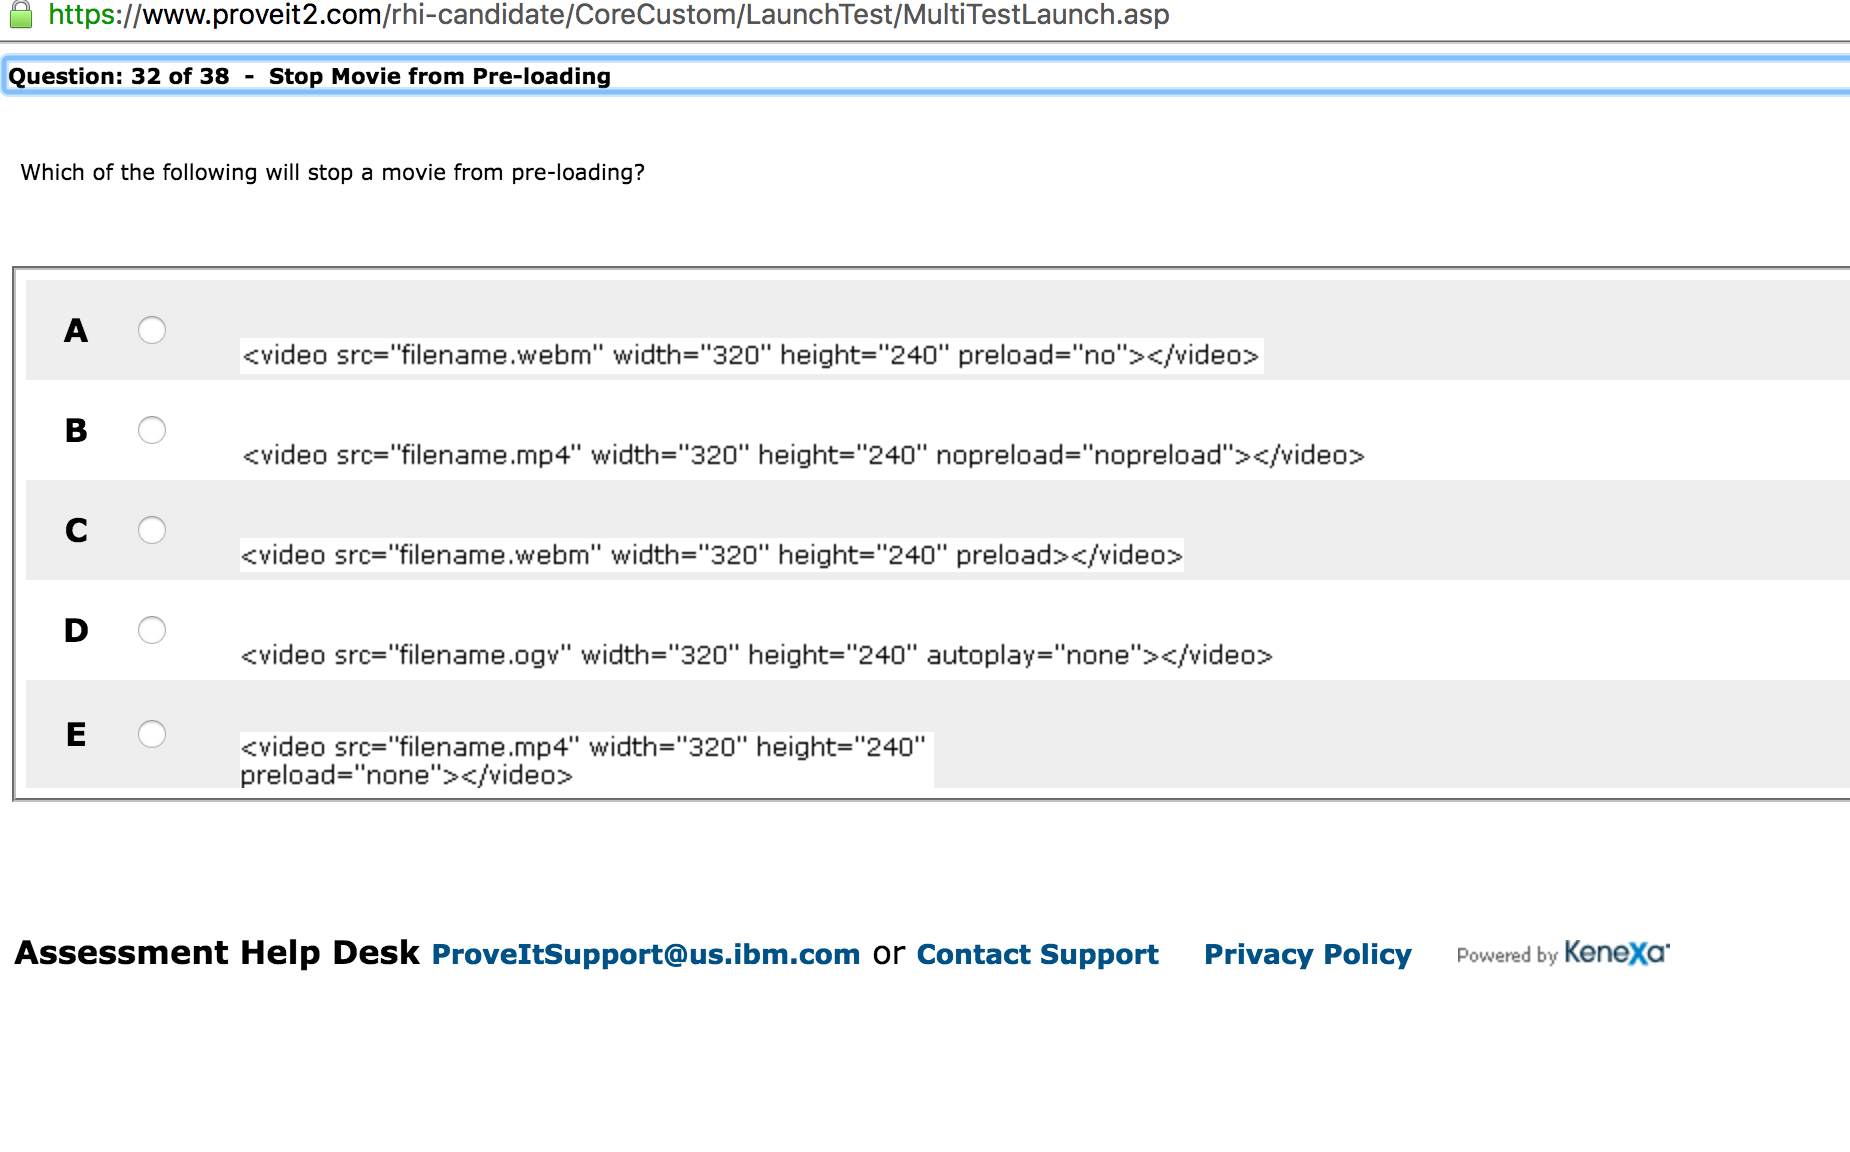 https://www.proveit2.com/rhi-candidate/CoreCustom/LaunchTest/MultiTestLaunch.asp
Question: 32 of 38 - Stop Movie from Pre-loading
Which of the following will stop a movie from pre-loading?
A
<video src="filename.webm" width="320" height="240" preload="no"></video>
B
<video src="filename.mp4" width="320" height="240" nopreload="nopreload"></video>
C
<video src="filename.webm" width="320" height="240" preload></video>
D
<video src="filename.ogv" width="320" height="240" autoplay="none"></video>
E
<video src="filename.mp4" width="320" height="240"
preload="none"></video>
Assessment Help Desk ProveItSupport@us.ibm.com or Contact Support Privacy Policy Powered by Kenexa